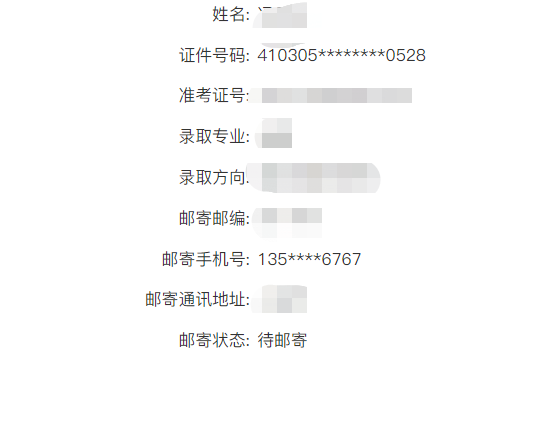 姓名:
证件号码: 410305********0528
准考证号:
录取专业:
录取方向:
邮寄邮编:
邮寄手机号: 135****6767
邮寄通讯地址:
邮寄状态: 待邮寄